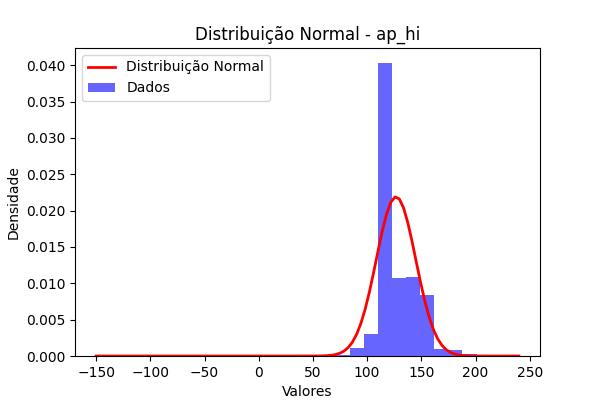 Distribuição Normal - ap_hi
Distribuição Normal
Dados
Densidade
0.040
0.035
0.030
0.025
0.020
0.015
0.010
0.005
0.000
−150 −100 −50 0 50 100 150 200 250
Valores